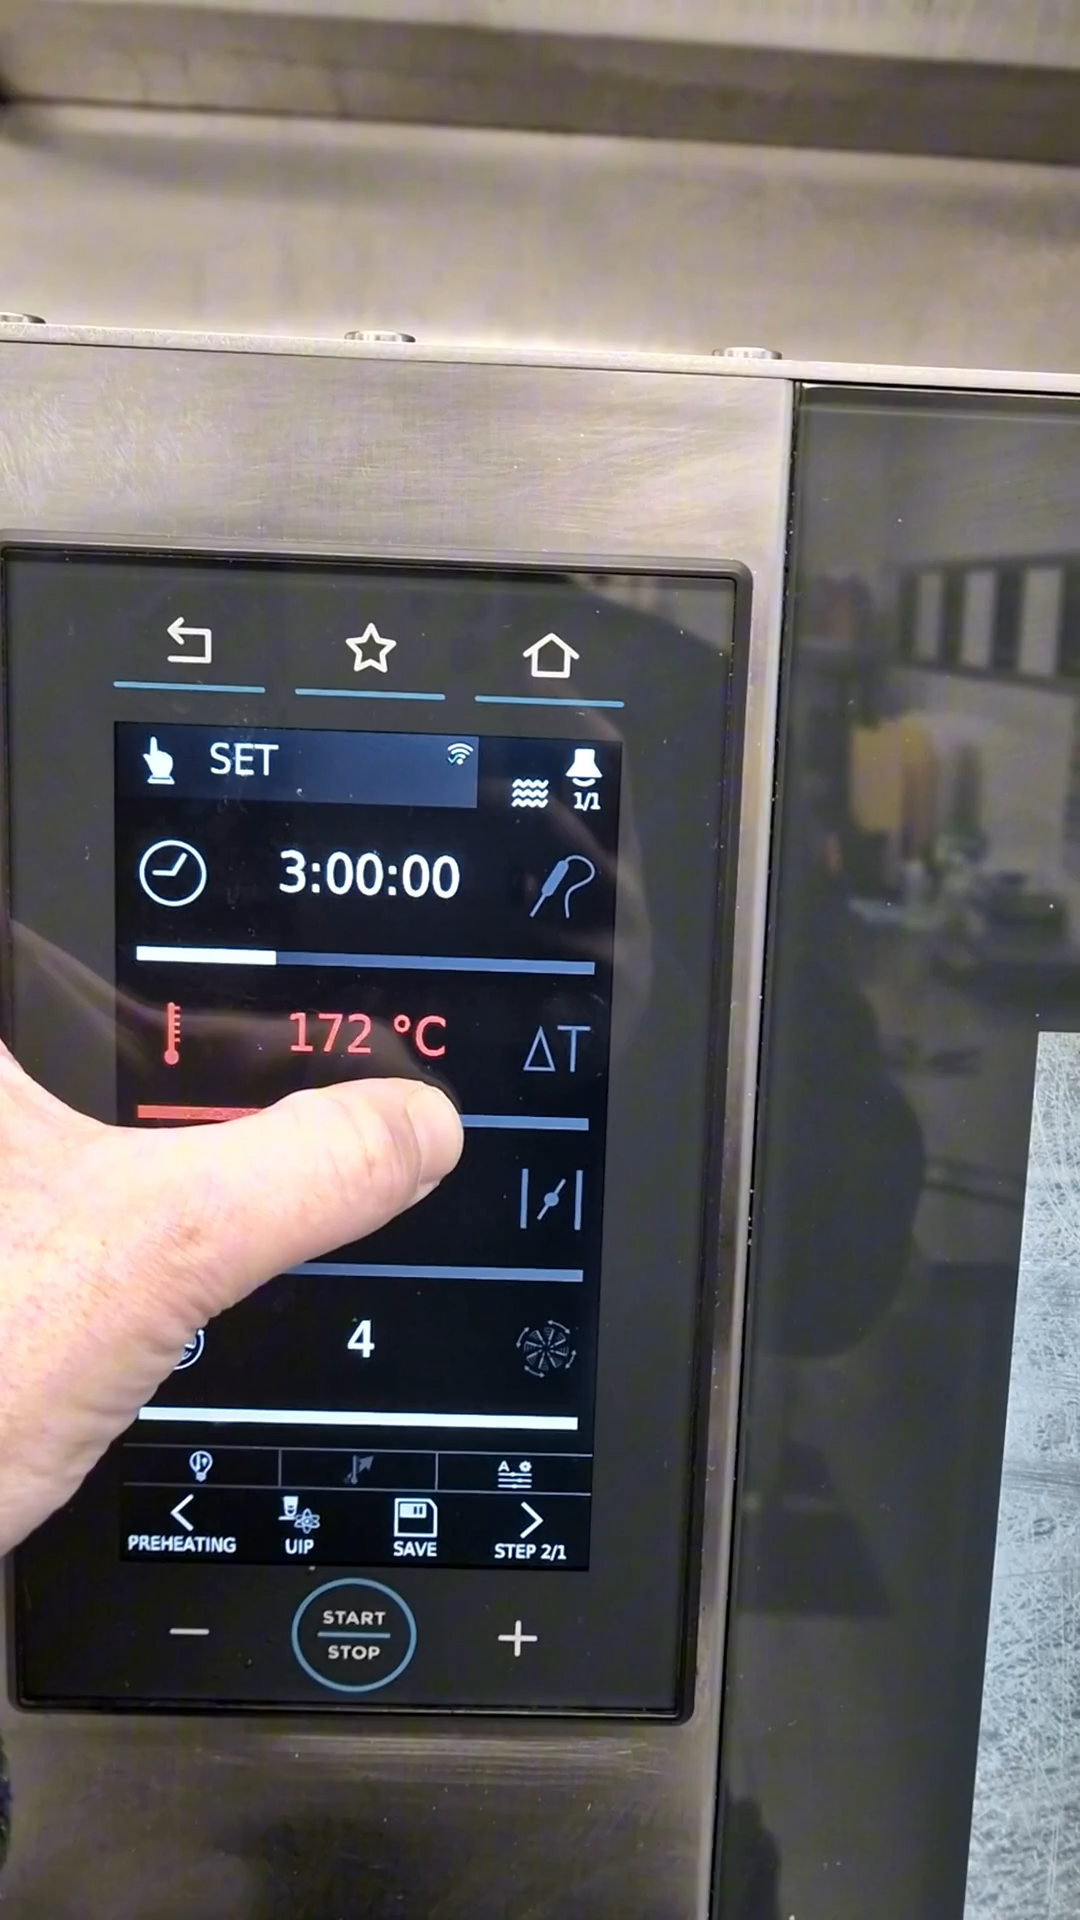 SET
1/1
3:00:00
172 °C
ΔT
4
A
PREHEATING
UIP
SAVE
STEP 2/1
START
STOP